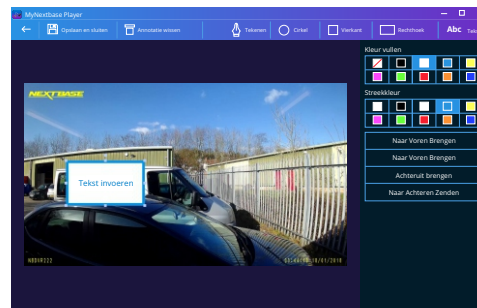 MyNextbase Player
Opslaan en sluiten
Annotatie wissen
Tekenen
Cirkel
Vierkant
Rechthoek
Abc
Kleur vullen
NEXTBASE
Streekkleur
Naar Voren Brengen
Naar Voren Brengen
Tekst invoeren
Achteruit brengen
Naar Achteren Zenden